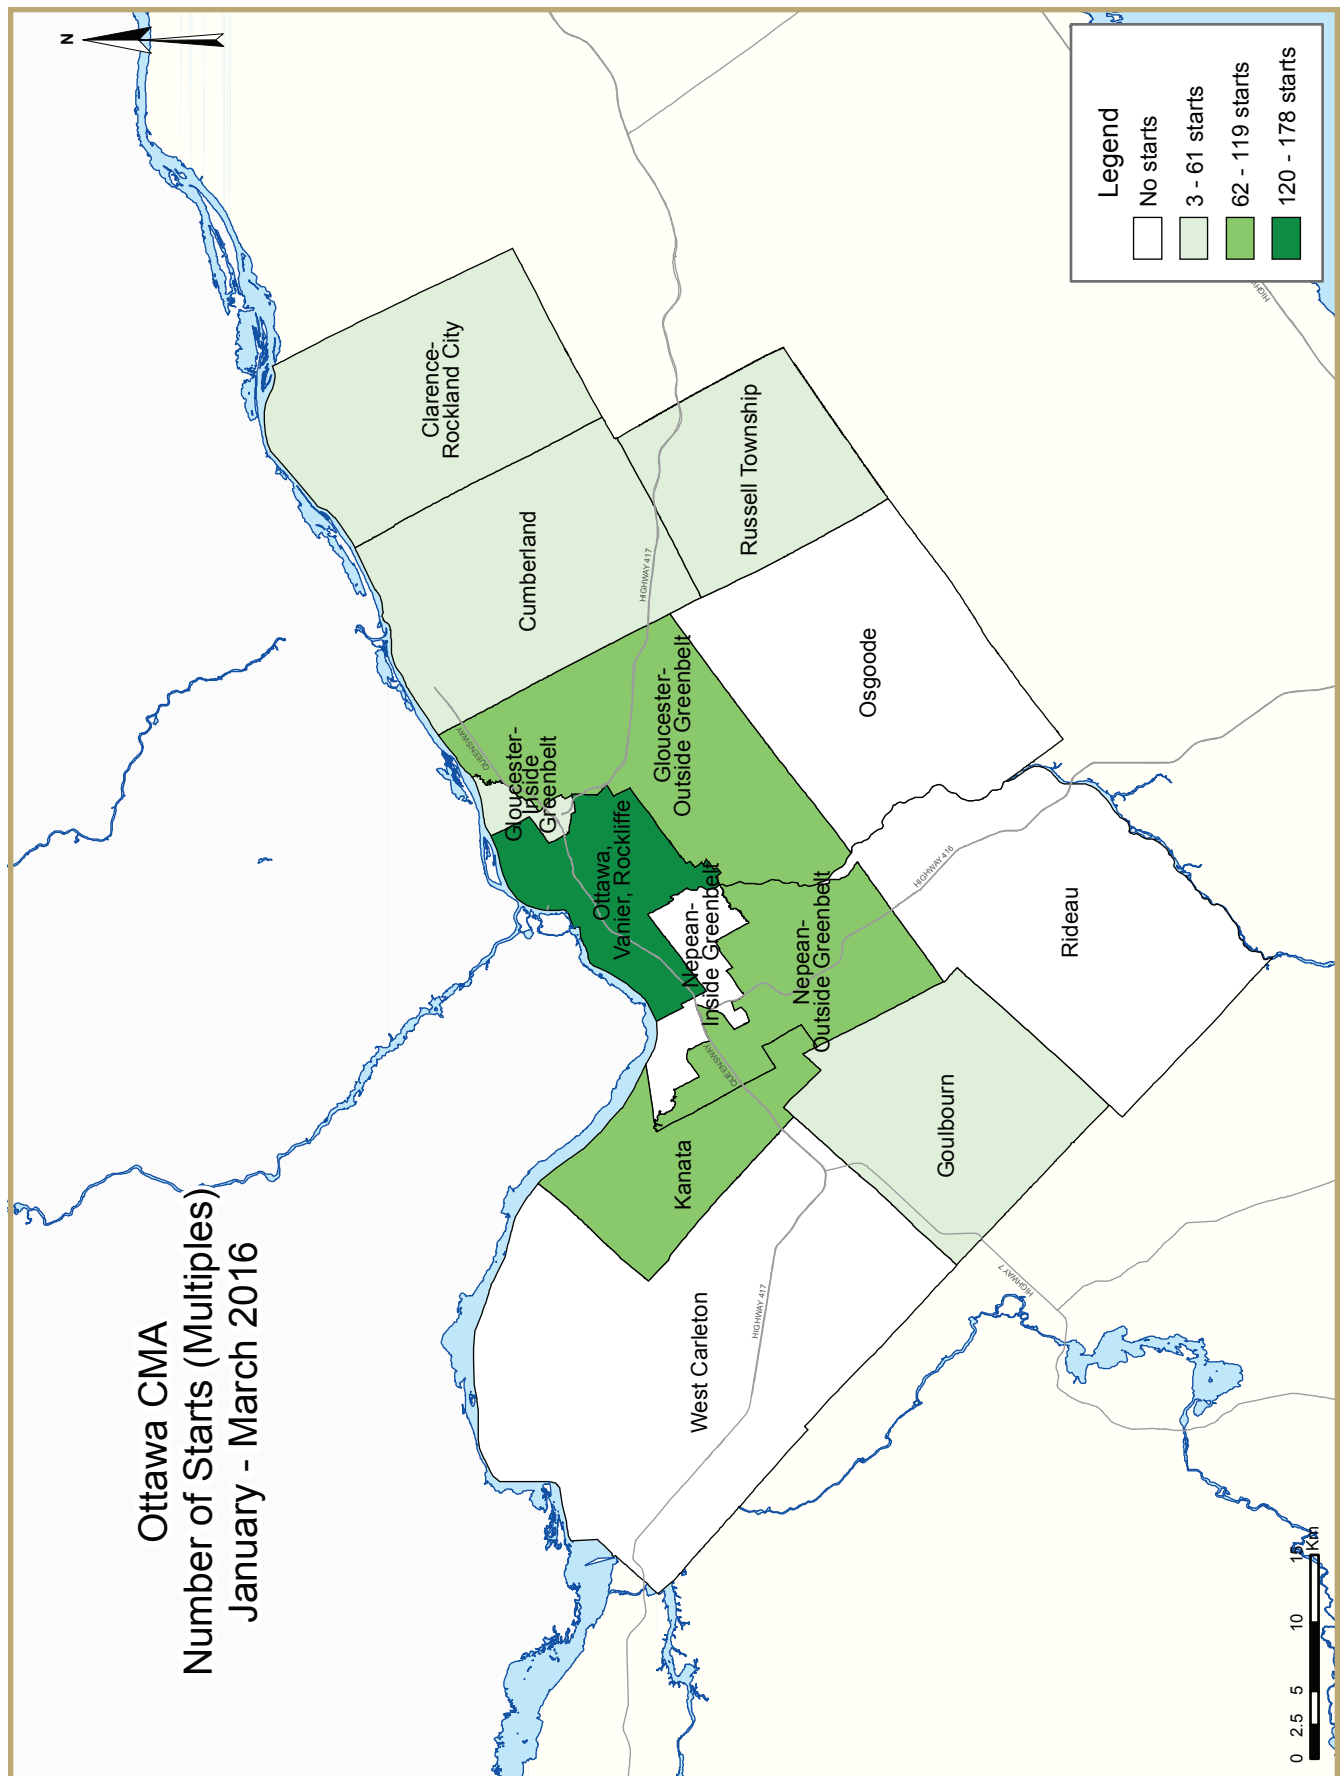 Ottawa CMA
Number of Starts (Multiples)
January - March 2016
N
Clarence-
Rockland City
Cumberland
Russell Township
Gloucester-
Inside
Greenbelt
Gloucester-
Outside Greenbelt
Ottawa,
Vanier, Rockliffe
Osgoode
Nepean-
Inside Greenbelt
Nepean-
Outside Greenbelt
Kanata
West Carleton
Goulbourn
Rideau
QUEENSWAY
HIGHWAY 417
QUEENSWAY
HIGHWAY 417
HIGHWAY 416
HIGHWAY 7
Legend
No starts
3 - 61 starts
62 - 119 starts
120 - 178 starts
0 2.5 5 10 15
Km